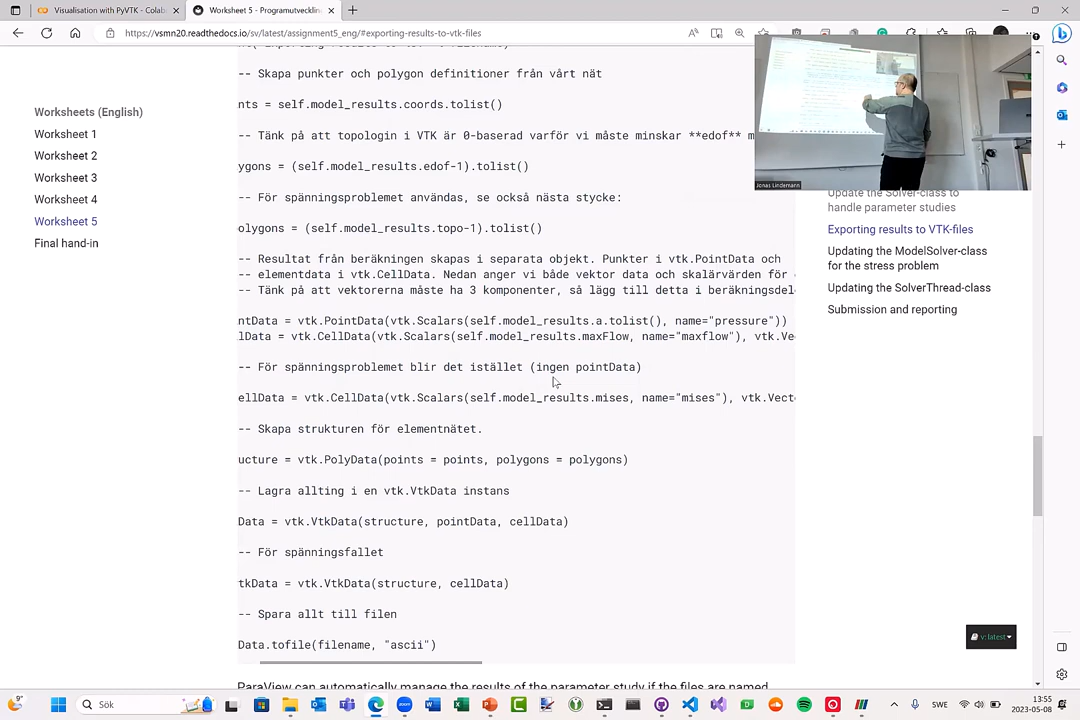 Visualisation with PyVTK - Colab
Worksheet 5 - Programutvecklin
https://vsmn20.readthedocs.io/sv/latest/assignment5_eng/#exporting-results-to-vtk-files
Worksheets (English)
Worksheet 1
Worksheet 2
Worksheet 3
Worksheet 4
Worksheet 5
Final hand-in
-- Skapa punkter och polygon definitioner från vårt nät
nts = self.model_results.coords.tolist()
-- Tänk på att topologin i VTK är 0-baserad varför vi måste minskar **edof** m
ygons = (self.model_results.edof-1).tolist()
-- För spänningsproblemet användas, se också nästa stycke:
olygons = (self.model_results.topo-1).tolist()
-- Resultat från beräkningen skapas i separata objekt. Punkter i vtk.PointData och
-- elementdata i vtk.CellData. Nedan anger vi både vektor data och skalärvärden för
-- Tänk på att vektorerna måste ha 3 komponenter, så lägg till detta i beräkningsdel
ntData = vtk.PointData(vtk.Scalars(self.model_results.a.tolist(), name="pressure"))
lData = vtk.CellData(vtk.Scalars(self.model_results.maxFlow, name="maxflow"), vtk.Ve
-- För spänningsproblemet blir det istället (ingen pointData)
ellData = vtk.CellData(vtk.Scalars(self.model_results.mises, name="mises"), vtk.Vect
-- Skapa strukturen för elementnätet.
ucture = vtk.PolyData(points = points, polygons = polygons)
-- Lagra allting i en vtk.VtkData instans
Data = vtk.VtkData(structure, pointData, cellData)
-- För spänningsfallet
tkData = vtk.VtkData(structure, cellData)
-- Spara allt till filen
Data.tofile(filename, "ascii")
ParaView can automatically manage the results of the parameter study if the files are named
Jonas Lindemann
Update the Solver-class to
handle parameter studies
Exporting results to VTK-files
Updating the ModelSolver-class
for the stress problem
Updating the SolverThread-class
Submission and reporting
v: latest
9°
Sök
SWE
13:55
2023-05-08